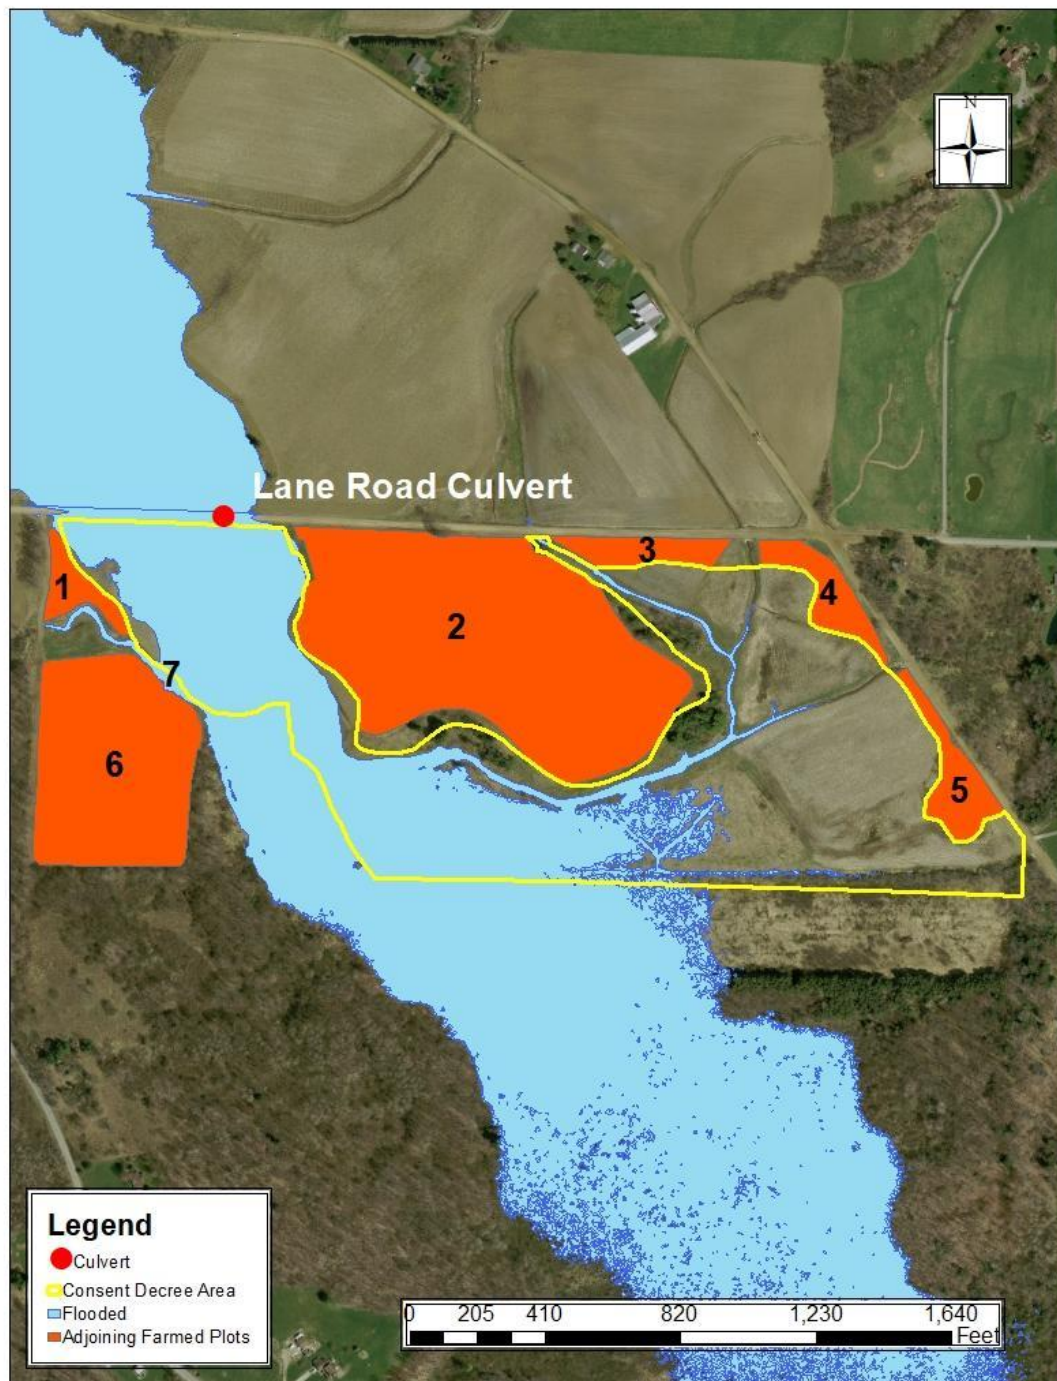 N
Lane Road Culvert
1
2
3
4
5
6
7
Legend
Culvert
Consent Decree Area
Flooded
Adjoining Farmed Plots
0 205 410 820 1,230 1,640
Feet